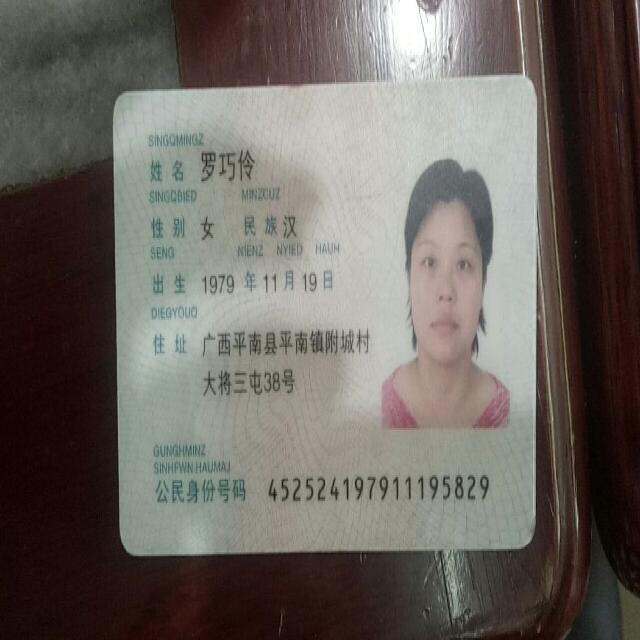 SINGQMINGZ
姓名 罗巧伶
SINGQBIED MINZCUZ
性别 女 民族 汉
SENG NIENZ NYIED HAUH
出生 1979 年 11 月 19 日
DIEGYOUQ
住址 广西平南县平南镇附城村
大将三屯38号
GUNGHMINZ
SINHFWN HAUMAJ
公民身份号码 452524197911195829